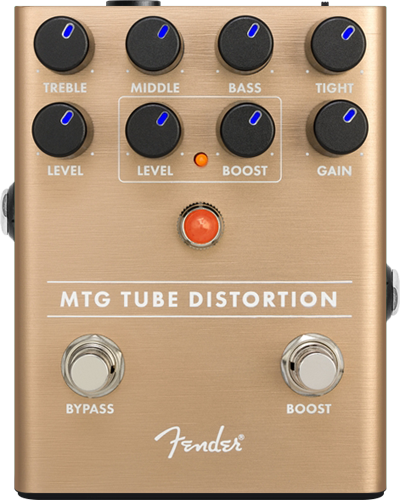 TREBLE MIDDLE BASS TIGHT
LEVEL LEVEL BOOST GAIN
MTG TUBE DISTORTION
BYPASS BOOST
Fender®